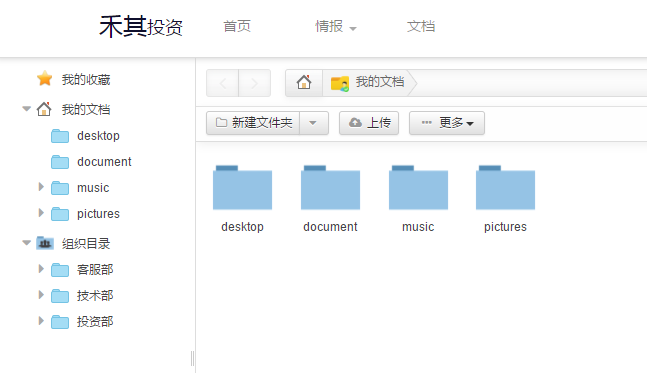 禾其投资 首页 情报 文档
我的收藏
我的文档
desktop
document
music
pictures
组织目录
客服部
技术部
投资部
我的文档
新建文件夹 上传 更多
desktop document music pictures